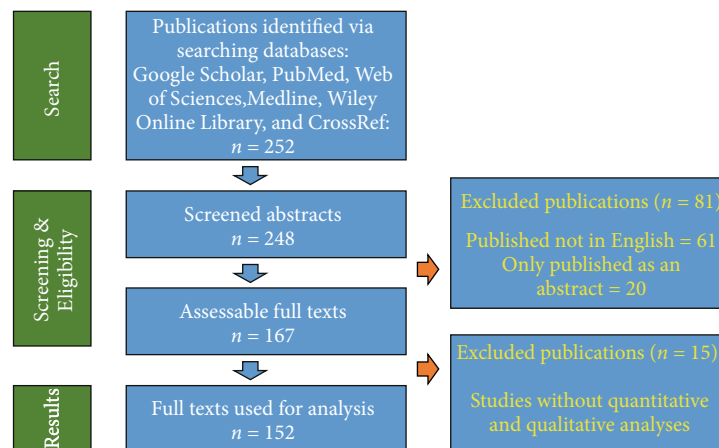 Search
Publications identified via
searching databases:
Google Scholar, PubMed, Web
of Sciences,Medline, Wiley
Online Library, and CrossRef:
n = 252
Screening &
Eligibility
Screened abstracts
n = 248
Excluded publications (n = 81)
Published not in English = 61
Only published as an
abstract = 20
Assessable full texts
n = 167
Excluded publications (n = 15)
Studies without quantitative
and qualitative analyses
Results
Full texts used for analysis
n = 152